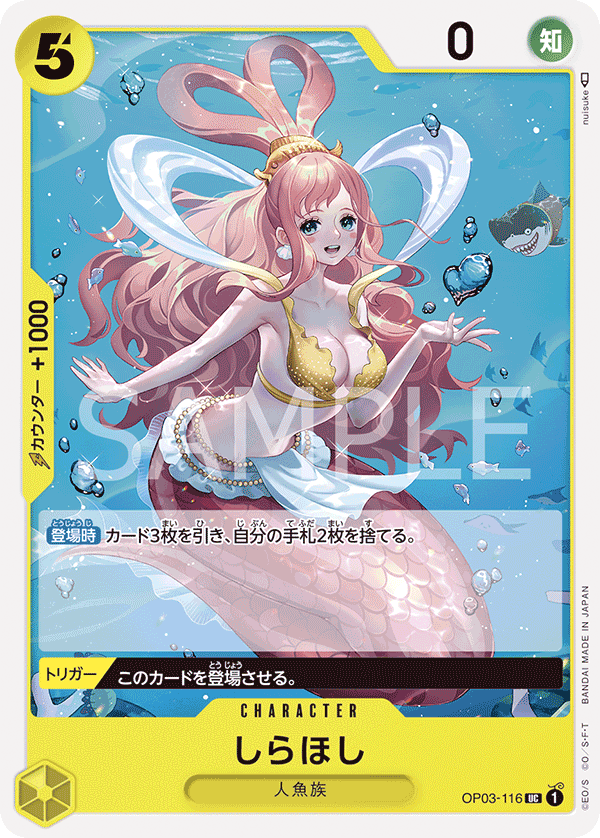 5
0
知
nuisuke
カウンター +1000
SAMPLE
登場時 カード3枚を引き、自分の手札2枚を捨てる。
トリガー このカードを登場させる。
CHARACTER
しらほし
人魚族
OP03-116 UC 1
©E.O/S ©O/S・F・T BANDAI MADE IN JAPAN